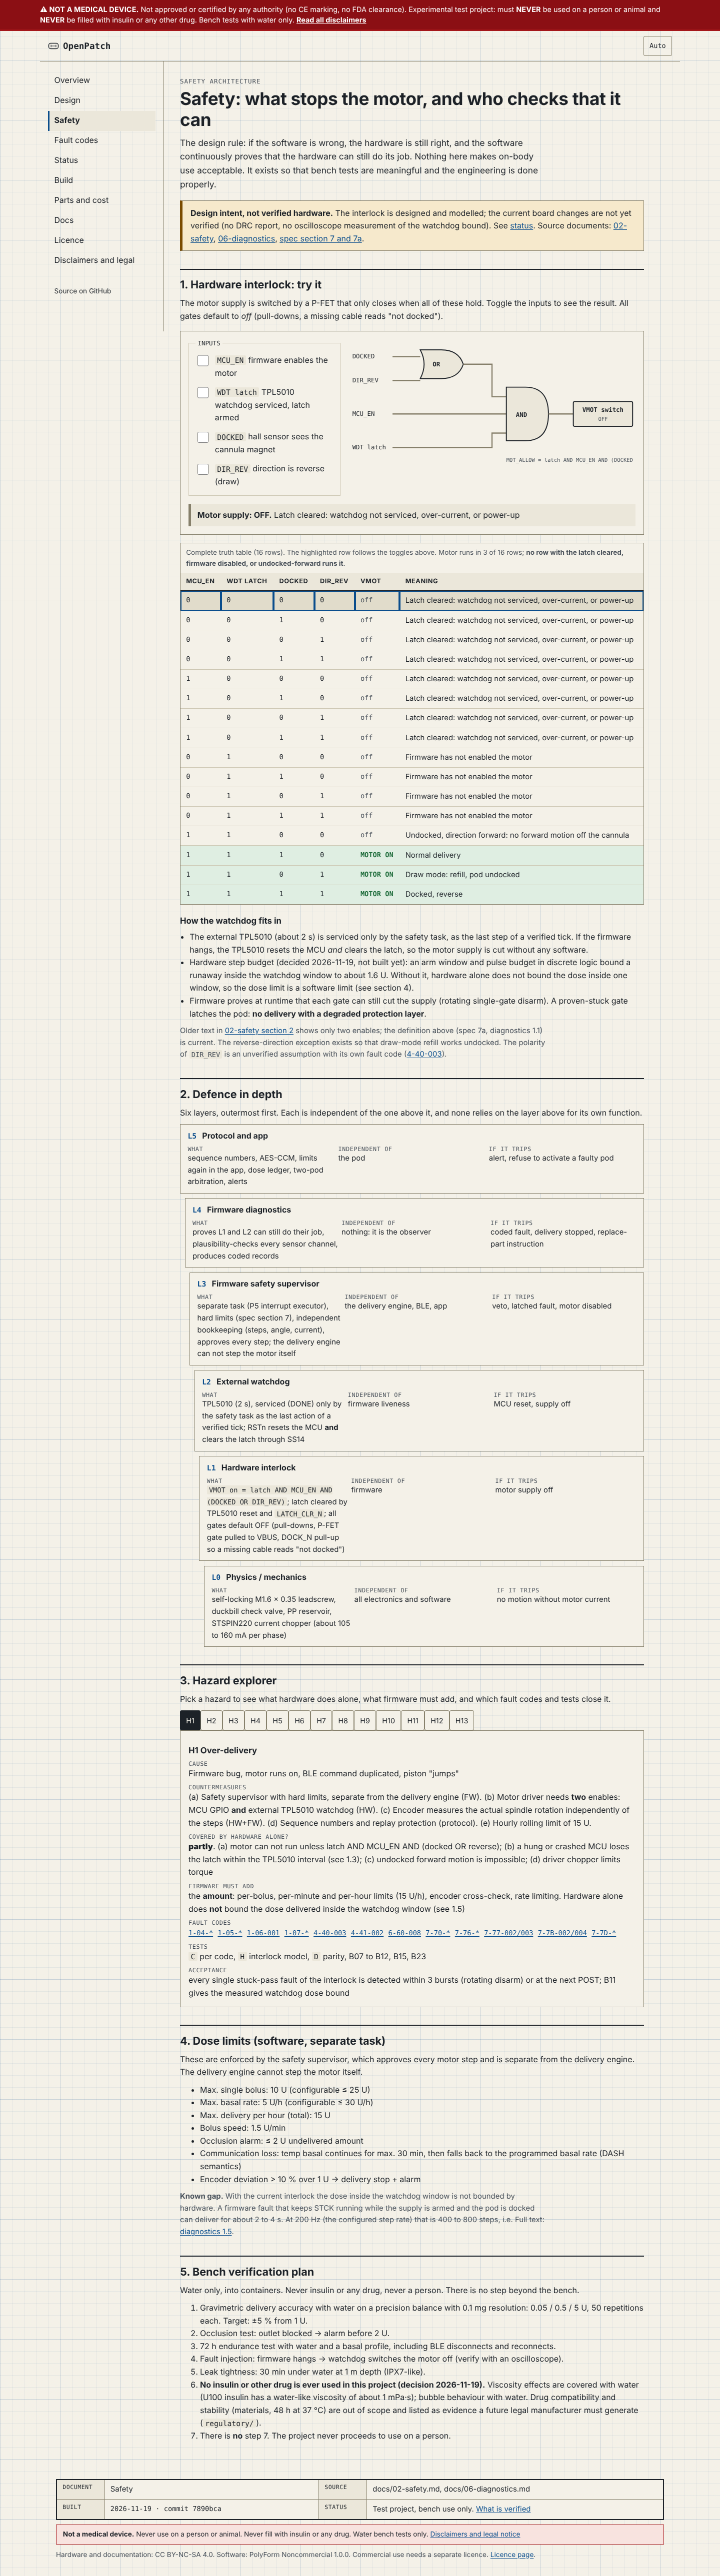 ⚠ NOT A MEDICAL DEVICE. Not approved or certified by any authority (no CE marking, no FDA clearance). Experimental test project: must NEVER be used on a person or animal and
NEVER be filled with insulin or any other drug. Bench tests with water only. Read all disclaimers
OpenPatch
Auto
Overview
Design
Safety
Fault codes
Status
Build
Parts and cost
Docs
Licence
Disclaimers and legal
Source on GitHub
SAFETY ARCHITECTURE
Safety: what stops the motor, and who checks that it
can
The design rule: if the software is wrong, the hardware is still right, and the software
continuously proves that the hardware can still do its job. Nothing here makes on-body
use acceptable. It exists so that bench tests are meaningful and the engineering is done
properly.
Design intent, not verified hardware. The interlock is designed and modelled; the current board changes are not yet
verified (no DRC report, no oscilloscope measurement of the watchdog bound). See status. Source documents: 02-
safety, 06-diagnostics, spec section 7 and 7a.
1. Hardware interlock: try it
The motor supply is switched by a P-FET that only closes when all of these hold. Toggle the inputs to see the result. All
gates default to off (pull-downs, a missing cable reads "not docked").
INPUTS
MCU_EN firmware enables the
motor
WDT latch TPL5010
watchdog serviced, latch
armed
DOCKED hall sensor sees the
cannula magnet
DIR_REV direction is reverse
(draw)
DOCKED
DIR_REV
MCU_EN
WDT latch
OR
AND
VMOT switch
OFF
MOT_ALLOW = latch AND MCU_EN AND (DOCKED
Motor supply: OFF. Latch cleared: watchdog not serviced, over-current, or power-up
Complete truth table (16 rows). The highlighted row follows the toggles above. Motor runs in 3 of 16 rows; no row with the latch cleared,
firmware disabled, or undocked-forward runs it.
MCU_EN WDT LATCH DOCKED DIR_REV VMOT MEANING
0 0 0 0 off Latch cleared: watchdog not serviced, over-current, or power-up
0 0 1 0 off Latch cleared: watchdog not serviced, over-current, or power-up
0 0 0 1 off Latch cleared: watchdog not serviced, over-current, or power-up
0 0 1 1 off Latch cleared: watchdog not serviced, over-current, or power-up
1 0 0 0 off Latch cleared: watchdog not serviced, over-current, or power-up
1 0 1 0 off Latch cleared: watchdog not serviced, over-current, or power-up
1 0 0 1 off Latch cleared: watchdog not serviced, over-current, or power-up
1 0 1 1 off Latch cleared: watchdog not serviced, over-current, or power-up
0 1 0 0 off Firmware has not enabled the motor
0 1 1 0 off Firmware has not enabled the motor
0 1 0 1 off Firmware has not enabled the motor
0 1 1 1 off Firmware has not enabled the motor
1 1 0 0 off Undocked, direction forward: no forward motion off the cannula
1 1 1 0 MOTOR ON Normal delivery
1 1 0 1 MOTOR ON Draw mode: refill, pod undocked
1 1 1 1 MOTOR ON Docked, reverse
How the watchdog fits in
• The external TPL5010 (about 2 s) is serviced only by the safety task, as the last step of a verified tick. If the firmware
hangs, the TPL5010 resets the MCU and clears the latch, so the motor supply is cut without any software.
• Hardware step budget (decided 2026-11-19, not built yet): an arm window and pulse budget in discrete logic bound a
runaway inside the watchdog window to about 1.6 U. Without it, hardware alone does not bound the dose inside one
window, so the dose limit is a software limit (see section 4).
• Firmware proves at runtime that each gate can still cut the supply (rotating single-gate disarm). A proven-stuck gate
latches the pod: no delivery with a degraded protection layer.
Older text in 02-safety section 2 shows only two enables; the definition above (spec 7a, diagnostics 1.1)
is current. The reverse-direction exception exists so that draw-mode refill works undocked. The polarity
of DIR_REV is an unverified assumption with its own fault code (4-40-003).
2. Defence in depth
Six layers, outermost first. Each is independent of the one above it, and none relies on the layer above for its own function.
L5 Protocol and app
WHAT INDEPENDENT OF IF IT TRIPS
sequence numbers, AES-CCM, limits the pod alert, refuse to activate a faulty pod
again in the app, dose ledger, two-pod
arbitration, alerts
L4 Firmware diagnostics
WHAT INDEPENDENT OF IF IT TRIPS
proves L1 and L2 can still do their job, nothing: it is the observer coded fault, delivery stopped, replace-
plausibility-checks every sensor channel, part instruction
produces coded records
L3 Firmware safety supervisor
WHAT INDEPENDENT OF IF IT TRIPS
separate task (P5 interrupt executor), the delivery engine, BLE, app veto, latched fault, motor disabled
hard limits (spec section 7), independent
bookkeeping (steps, angle, current),
approves every step; the delivery engine
can not step the motor itself
L2 External watchdog
WHAT INDEPENDENT OF IF IT TRIPS
TPL5010 (2 s), serviced (DONE) only by firmware liveness MCU reset, supply off
the safety task as the last action of a
verified tick; RSTn resets the MCU and
clears the latch through SS14
L1 Hardware interlock
WHAT INDEPENDENT OF IF IT TRIPS
VMOT on = latch AND MCU_EN AND firmware motor supply off
(DOCKED OR DIR_REV); latch cleared by
TPL5010 reset and LATCH_CLR_N; all
gates default OFF (pull-downs, P-FET
gate pulled to VBUS, DOCK_N pull-up
so a missing cable reads "not docked")
L0 Physics / mechanics
WHAT INDEPENDENT OF IF IT TRIPS
self-locking M1.6 × 0.35 leadscrew, all electronics and software no motion without motor current
duckbill check valve, PP reservoir,
STSPIN220 current chopper (about 105
to 160 mA per phase)
3. Hazard explorer
Pick a hazard to see what hardware does alone, what firmware must add, and which fault codes and tests close it.
H1 H2 H3 H4 H5 H6 H7 H8 H9 H10 H11 H12 H13
H1 Over-delivery
CAUSE
Firmware bug, motor runs on, BLE command duplicated, piston "jumps"
COUNTERMEASURES
(a) Safety supervisor with hard limits, separate from the delivery engine (FW). (b) Motor driver needs two enables:
MCU GPIO and external TPL5010 watchdog (HW). (c) Encoder measures the actual spindle rotation independently of
the steps (HW+FW). (d) Sequence numbers and replay protection (protocol). (e) Hourly rolling limit of 15 U.
COVERED BY HARDWARE ALONE?
partly. (a) motor can not run unless latch AND MCU_EN AND (docked OR reverse); (b) a hung or crashed MCU loses
the latch within the TPL5010 interval (see 1.3); (c) undocked forward motion is impossible; (d) driver chopper limits
torque
FIRMWARE MUST ADD
the amount: per-bolus, per-minute and per-hour limits (15 U/h), encoder cross-check, rate limiting. Hardware alone
does not bound the dose delivered inside the watchdog window (see 1.5)
FAULT CODES
1-04-* 1-05-* 1-06-001 1-07-* 4-40-003 4-41-002 6-60-008 7-70-* 7-76-* 7-77-002/003 7-7B-002/004 7-7D-*
TESTS
C per code, H interlock model, D parity, B07 to B12, B15, B23
ACCEPTANCE
every single stuck-pass fault of the interlock is detected within 3 bursts (rotating disarm) or at the next POST; B11
gives the measured watchdog dose bound
4. Dose limits (software, separate task)
These are enforced by the safety supervisor, which approves every motor step and is separate from the delivery engine.
The delivery engine cannot step the motor itself.
• Max. single bolus: 10 U (configurable ≤ 25 U)
• Max. basal rate: 5 U/h (configurable ≤ 30 U/h)
• Max. delivery per hour (total): 15 U
• Bolus speed: 1.5 U/min
• Occlusion alarm: ≤ 2 U undelivered amount
• Communication loss: temp basal continues for max. 30 min, then falls back to the programmed basal rate (DASH
semantics)
• Encoder deviation > 10 % over 1 U → delivery stop + alarm
Known gap. With the current interlock the dose inside the watchdog window is not bounded by
hardware. A firmware fault that keeps STCK running while the supply is armed and the pod is docked
can deliver for about 2 to 4 s. At 200 Hz (the configured step rate) that is 400 to 800 steps, i.e. Full text:
diagnostics 1.5.
5. Bench verification plan
Water only, into containers. Never insulin or any drug, never a person. There is no step beyond the bench.
1. Gravimetric delivery accuracy with water on a precision balance with 0.1 mg resolution: 0.05 / 0.5 / 5 U, 50 repetitions
each. Target: ±5 % from 1 U.
2. Occlusion test: outlet blocked → alarm before 2 U.
3. 72 h endurance test with water and a basal profile, including BLE disconnects and reconnects.
4. Fault injection: firmware hangs → watchdog switches the motor off (verify with an oscilloscope).
5. Leak tightness: 30 min under water at 1 m depth (IPX7-like).
6. No insulin or other drug is ever used in this project (decision 2026-11-19). Viscosity effects are covered with water
(U100 insulin has a water-like viscosity of about 1 mPa·s); bubble behaviour with water. Drug compatibility and
stability (materials, 48 h at 37 °C) are out of scope and listed as evidence a future legal manufacturer must generate
(regulatory/).
7. There is no step 7. The project never proceeds to use on a person.
DOCUMENT Safety SOURCE docs/02-safety.md, docs/06-diagnostics.md
BUILT 2026-11-19 · commit 7890bca STATUS Test project, bench use only. What is verified
Not a medical device. Never use on a person or animal. Never fill with insulin or any drug. Water bench tests only. Disclaimers and legal notice
Hardware and documentation: CC BY-NC-SA 4.0. Software: PolyForm Noncommercial 1.0.0. Commercial use needs a separate licence. Licence page.